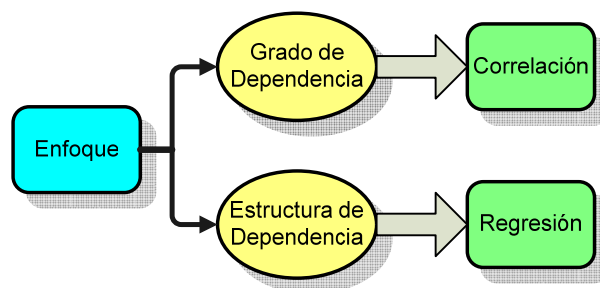 Enfoque
Grado de
Dependencia
Correlación
Estructura de
Dependencia
Regresión